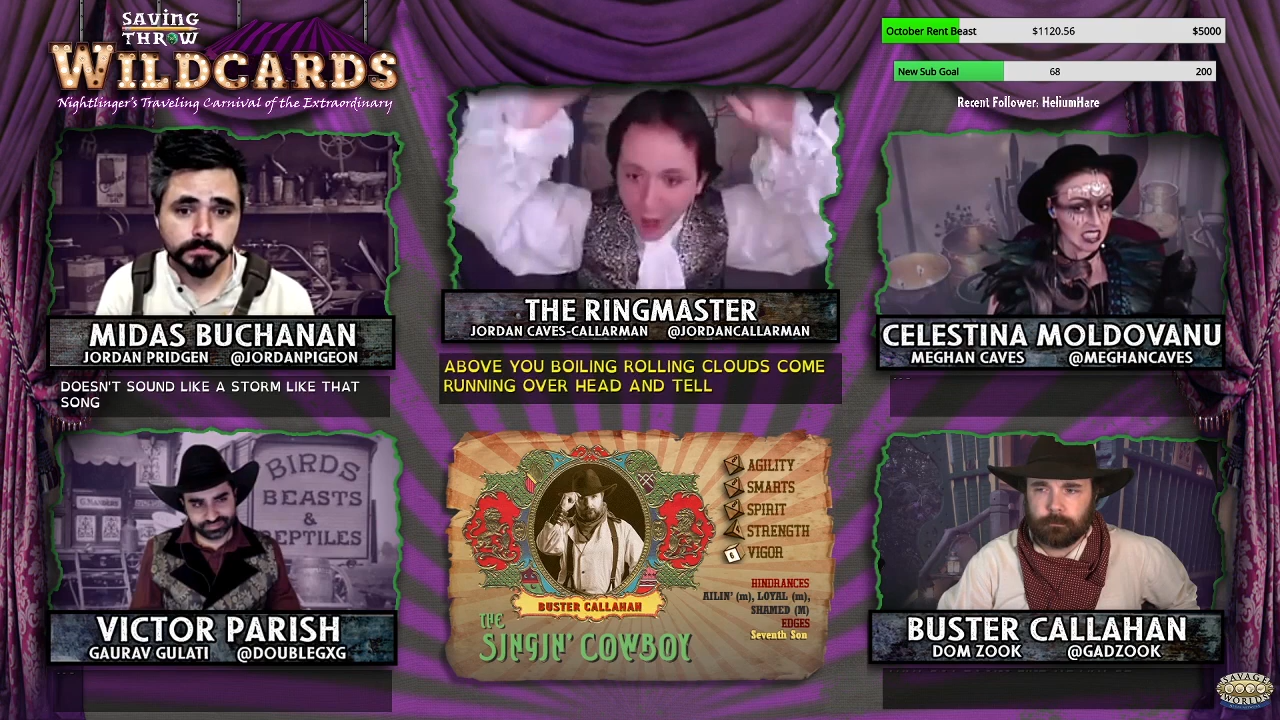 SAVING
THROW
WILDCARDS
Nightlinger's Traveling Carnival of the Extraordinary
October Rent Beast $1120.56 $5000
New Sub Goal 68 200
Recent Follower: HeliumHare
MIDAS BUCHANAN
JORDAN PRIDGEN @JORDANPIGEON
DOESN'T SOUND LIKE A STORM LIKE THAT
SONG
THE RINGMASTER
JORDAN CAVES-CALLARMAN @JORDANCALLARMAN
ABOVE YOU BOILING ROLLING CLOUDS COME
RUNNING OVER HEAD AND TELL
CELESTINA MOLDOVANU
MEGHAN CAVES @MEGHANCAVES
BIRDS
BEASTS
&
REPTILES
VICTOR PARISH
GAURAV GULATI @DOUBLEGXG
AGILITY
SMARTS
SPIRIT
STRENGTH
VIGOR
HINDRANCES
AILIN' (m), LOYAL (m),
SHAMED (M)
EDGES
Seventh Son
BUSTER CALLAHAN
THE
SINGIN' COWBOY
BUSTER CALLAHAN
DOM ZOOK @GADZOOK
SAVAGE
WORLDS